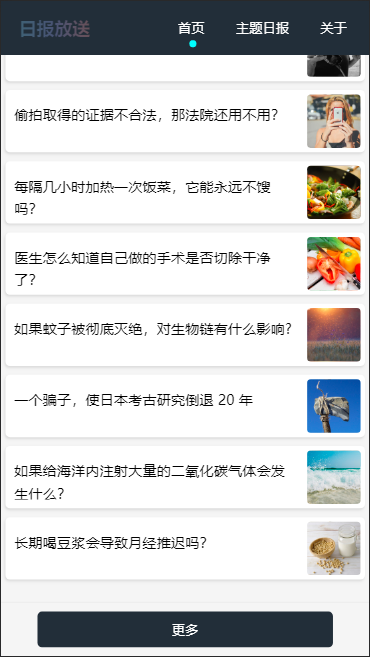 日报放送
首页 主题日报 关于
偷拍取得的证据不合法，那法院还用不用？
每隔几小时加热一次饭菜，它能永远不馊
吗？
医生怎么知道自己做的手术是否切除干净
了？
如果蚊子被彻底灭绝，对生物链有什么影响？
一个骗子，使日本考古研究倒退 20 年
如果给海洋内注射大量的二氧化碳气体会发
生什么？
长期喝豆浆会导致月经推迟吗？
更多